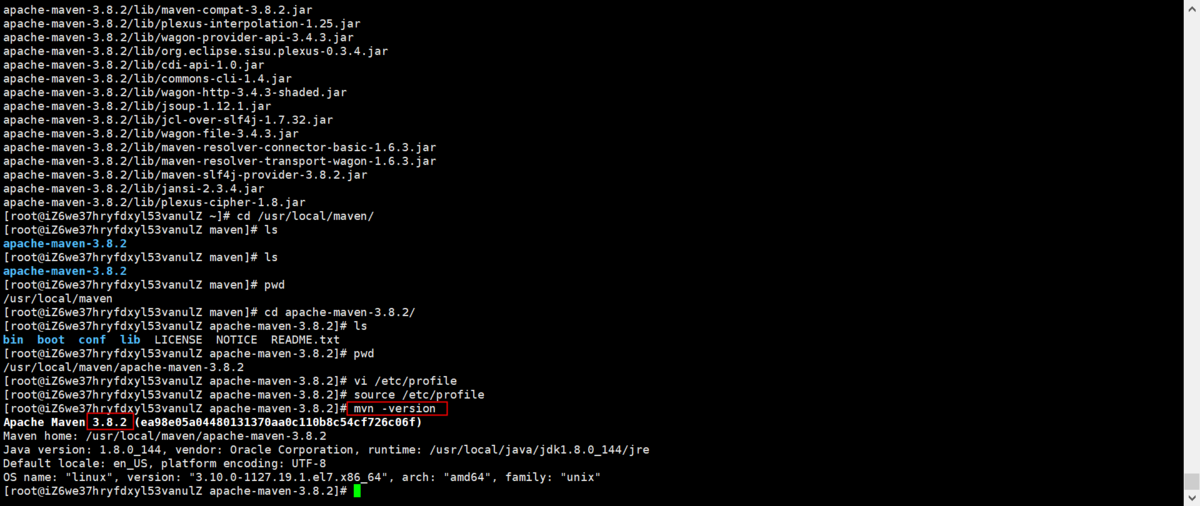 apache-maven-3.8.2/lib/maven-compat-3.8.2.jar
apache-maven-3.8.2/lib/plexus-interpolation-1.25.jar
apache-maven-3.8.2/lib/wagon-provider-api-3.4.3.jar
apache-maven-3.8.2/lib/org.eclipse.sisu.plexus-0.3.4.jar
apache-maven-3.8.2/lib/cdi-api-1.0.jar
apache-maven-3.8.2/lib/commons-cli-1.4.jar
apache-maven-3.8.2/lib/wagon-http-3.4.3-shaded.jar
apache-maven-3.8.2/lib/jsoup-1.12.1.jar
apache-maven-3.8.2/lib/jcl-over-slf4j-1.7.32.jar
apache-maven-3.8.2/lib/wagon-file-3.4.3.jar
apache-maven-3.8.2/lib/maven-resolver-connector-basic-1.6.3.jar
apache-maven-3.8.2/lib/maven-resolver-transport-wagon-1.6.3.jar
apache-maven-3.8.2/lib/maven-slf4j-provider-3.8.2.jar
apache-maven-3.8.2/lib/jansi-2.3.4.jar
apache-maven-3.8.2/lib/plexus-cipher-1.8.jar
[root@iZ6we37hryfdxyl53vanulZ ~]# cd /usr/local/maven/
[root@iZ6we37hryfdxyl53vanulZ maven]# ls
apache-maven-3.8.2
[root@iZ6we37hryfdxyl53vanulZ maven]# ls
apache-maven-3.8.2
[root@iZ6we37hryfdxyl53vanulZ maven]# pwd
/usr/local/maven
[root@iZ6we37hryfdxyl53vanulZ maven]# cd apache-maven-3.8.2/
[root@iZ6we37hryfdxyl53vanulZ apache-maven-3.8.2]# ls
bin  boot  conf  lib  LICENSE  NOTICE  README.txt
[root@iZ6we37hryfdxyl53vanulZ apache-maven-3.8.2]# pwd
/usr/local/maven/apache-maven-3.8.2
[root@iZ6we37hryfdxyl53vanulZ apache-maven-3.8.2]# vi /etc/profile
[root@iZ6we37hryfdxyl53vanulZ apache-maven-3.8.2]# source /etc/profile
[root@iZ6we37hryfdxyl53vanulZ apache-maven-3.8.2]# mvn -version
Apache Maven 3.8.2 (ea98e05a04480131370aa0c110b8c54cf726c06f)
Maven home: /usr/local/maven/apache-maven-3.8.2
Java version: 1.8.0_144, vendor: Oracle Corporation, runtime: /usr/local/java/jdk1.8.0_144/jre
Default locale: en_US, platform encoding: UTF-8
OS name: "linux", version: "3.10.0-1127.19.1.el7.x86_64", arch: "amd64", family: "unix"
[root@iZ6we37hryfdxyl53vanulZ apache-maven-3.8.2]#